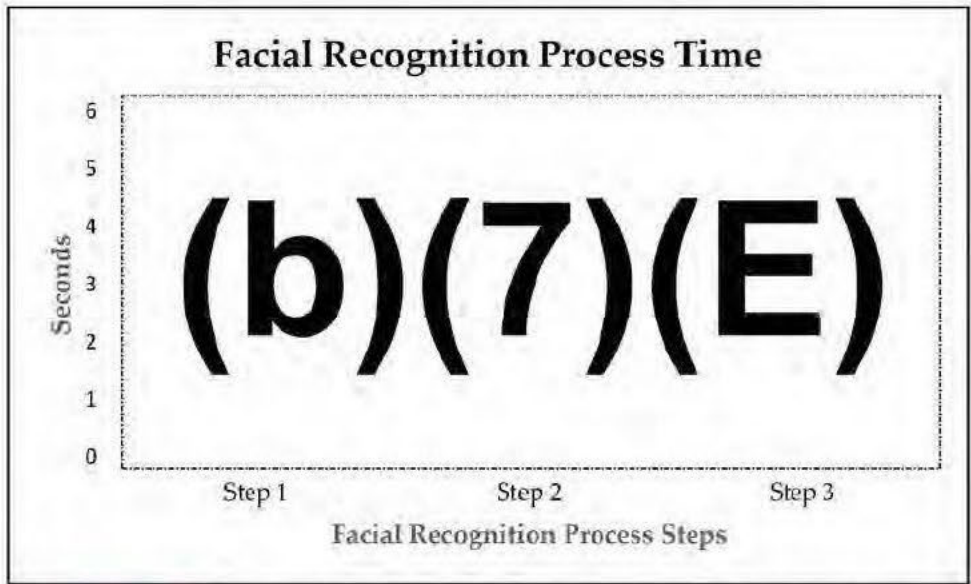 Facial Recognition Process Time
6
5
4
3
2
1
0
Seconds
(b)(7)(E)
Step 1 Step 2 Step 3
Facial Recognition Process Steps